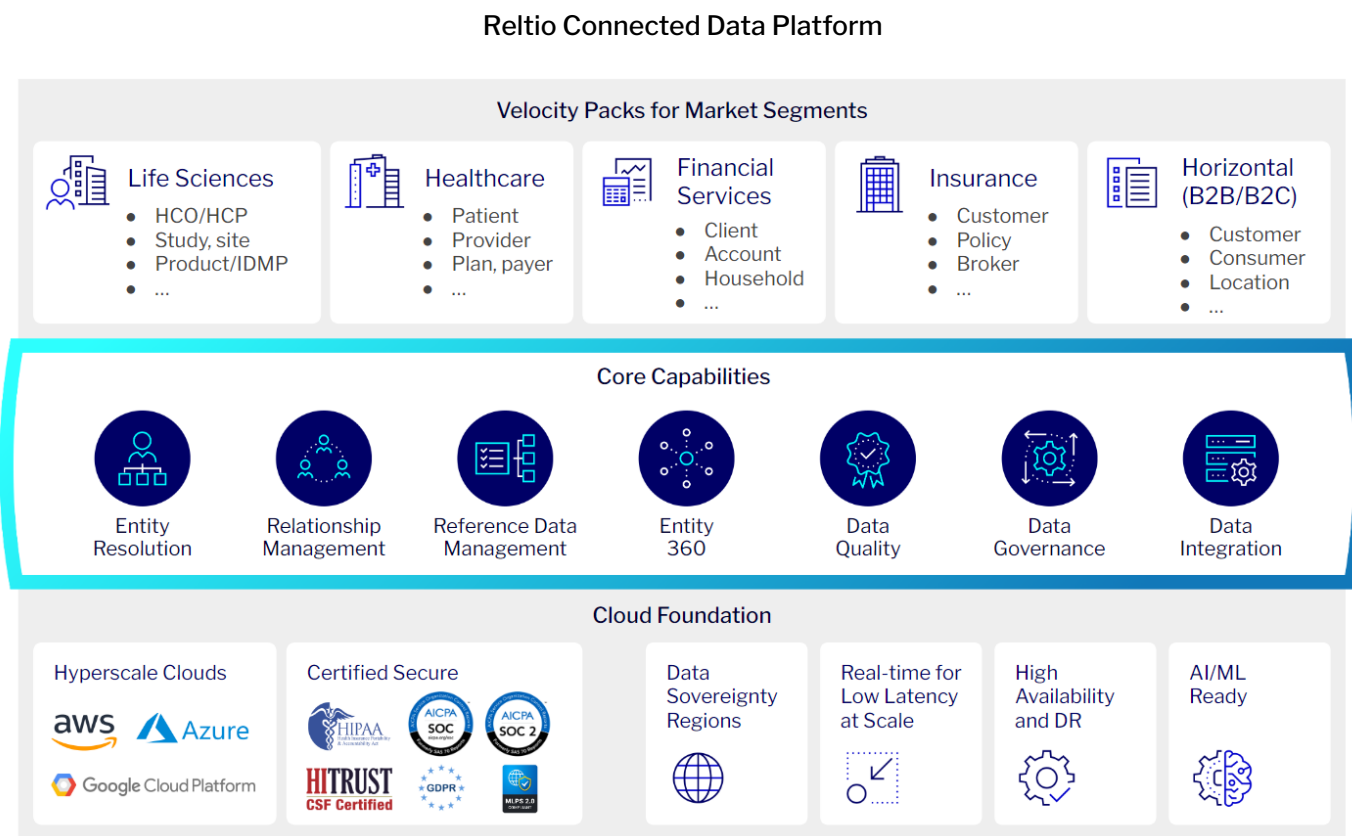 Reltio Connected Data Platform
Velocity Packs for Market Segments
Life Sciences
● HCO/HCP
● Study, site
● Product/IDMP
● ...
Healthcare
● Patient
● Provider
● Plan, payer
● ...
Financial
Services
● Client
● Account
● Household
● ...
Insurance
● Customer
● Policy
● Broker
● ...
Horizontal
(B2B/B2C)
● Customer
● Consumer
● Location
● ...
Core Capabilities
Entity
Resolution
Relationship
Management
Reference Data
Management
Entity
360
Data
Quality
Data
Governance
Data
Integration
Cloud Foundation
Hyperscale Clouds
aws
Azure
Google Cloud Platform
Certified Secure
HIPAA
AICPA
SOC
AICPA
SOC 2
HITRUST
CSF Certified
GDPR
MLPS 2.0
Data
Sovereignty
Regions
Real-time for
Low Latency
at Scale
High
Availability
and DR
AI/ML
Ready